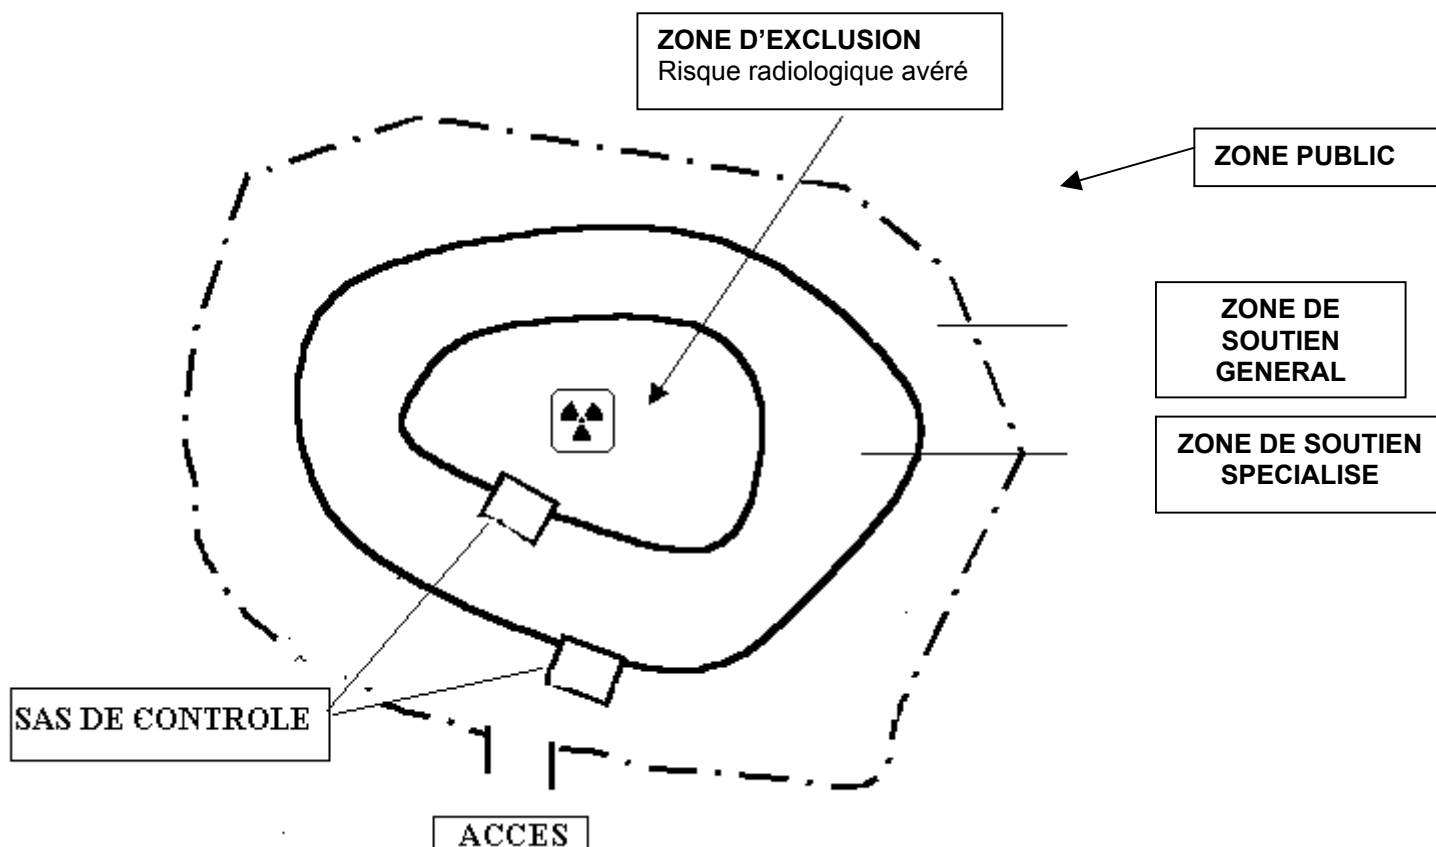 ZONE D’EXCLUSION
Risque radiologique avéré
ZONE PUBLIC
ZONE DE
SOUTIEN
GENERAL
ZONE DE SOUTIEN
SPECIALISE
SAS DE CONTROLE
ACCES